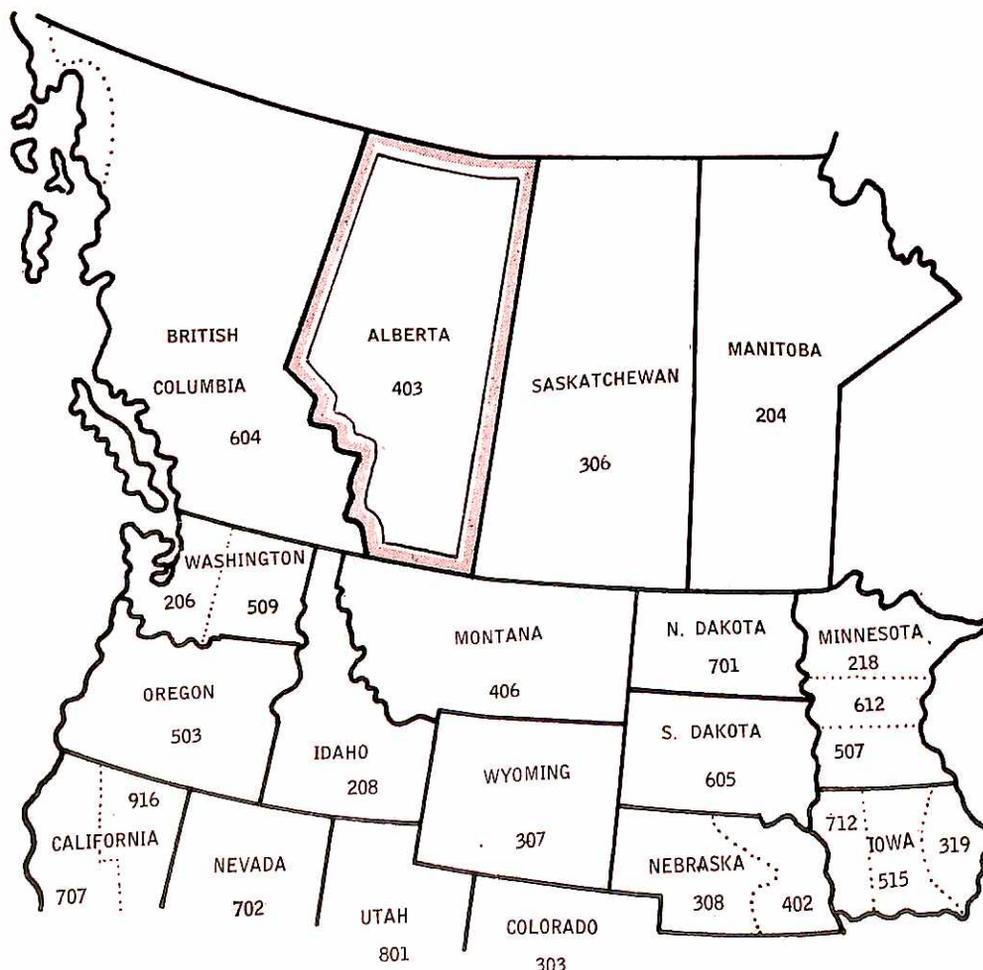 BRITISH
COLUMBIA
604
ALBERTA
403
SASKATCHEWAN
306
MANITOBA
204
WASHINGTON
206
509
MONTANA
406
N. DAKOTA
701
MINNESOTA
218
612
507
OREGON
503
IDAHO
208
WYOMING
307
S. DAKOTA
605
916
CALIFORNIA
707
NEVADA
702
UTAH
801
COLORADO
303
NEBRASKA
308
402
712
IOWA
515
319